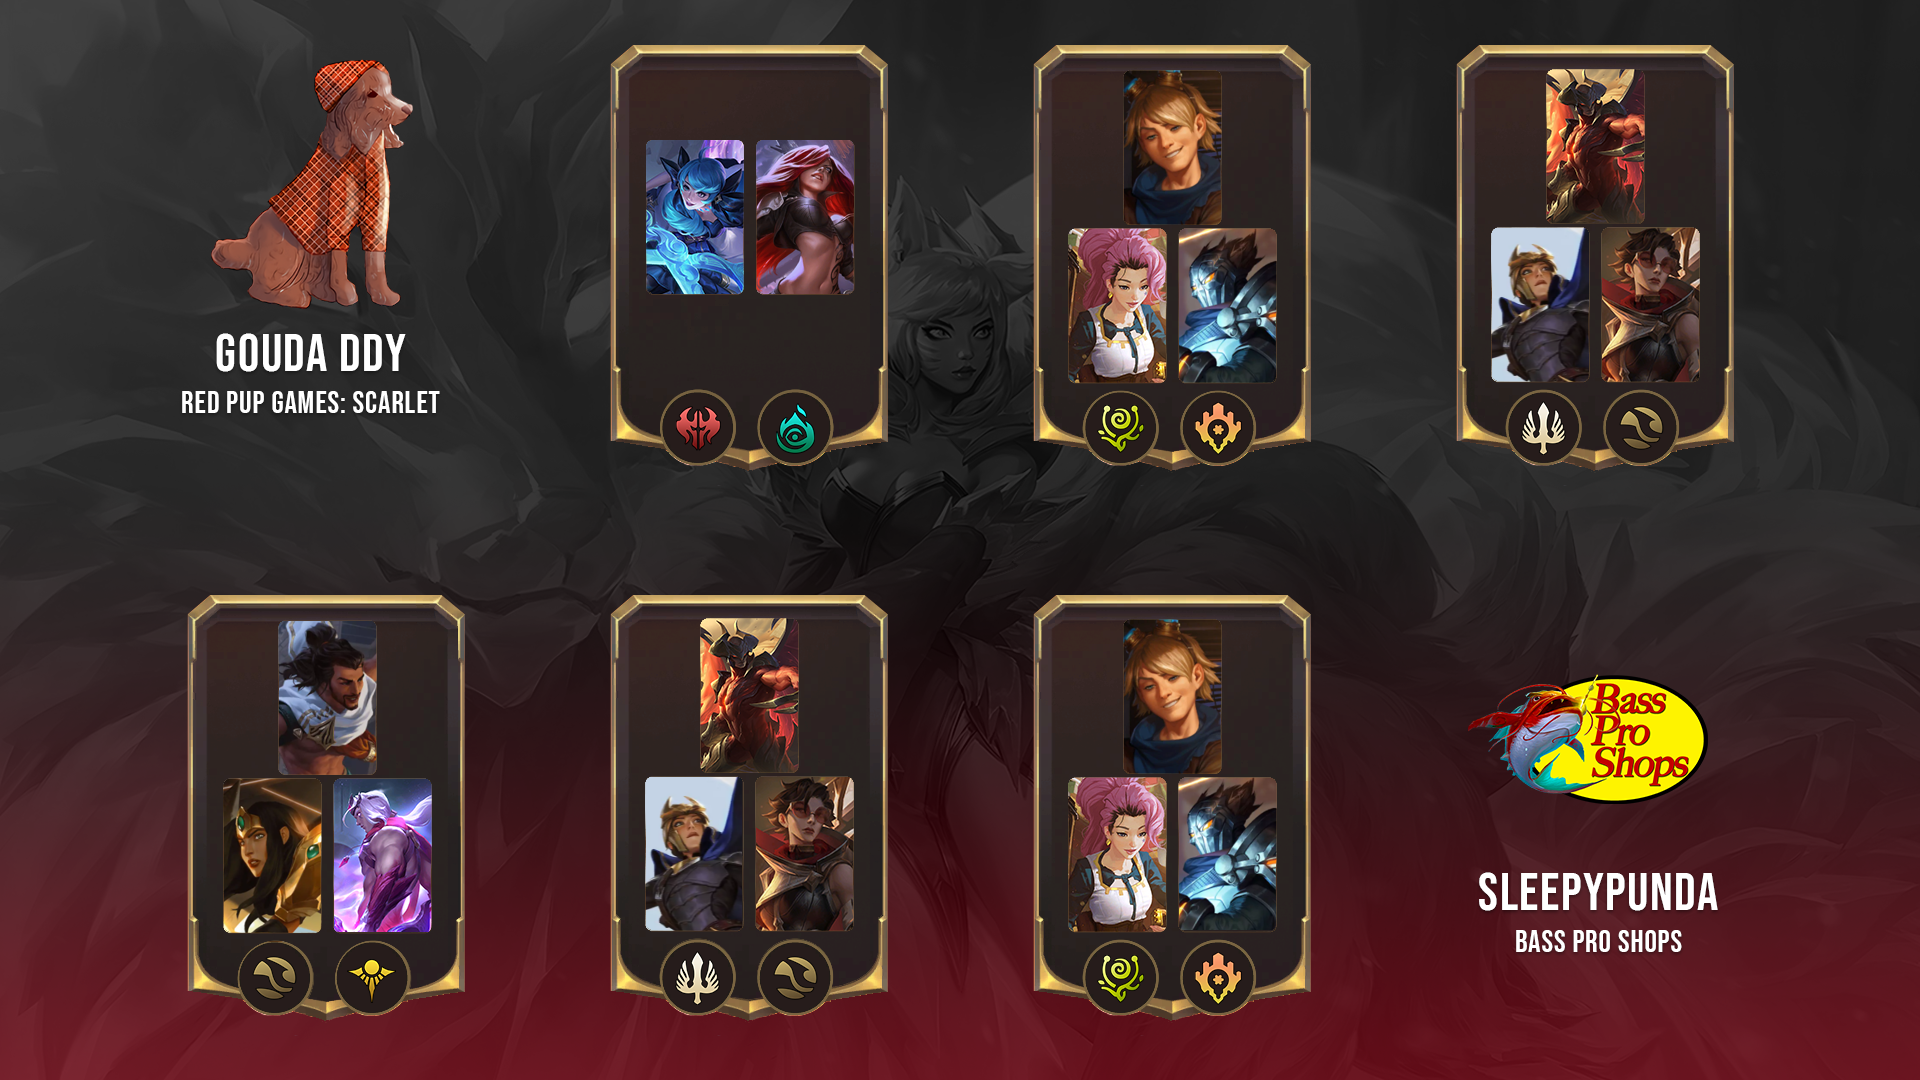 GOUDA DDY
RED PUP GAMES: SCARLET
Bass
Pro
Shops
SLEEPYPUNDA
BASS PRO SHOPS